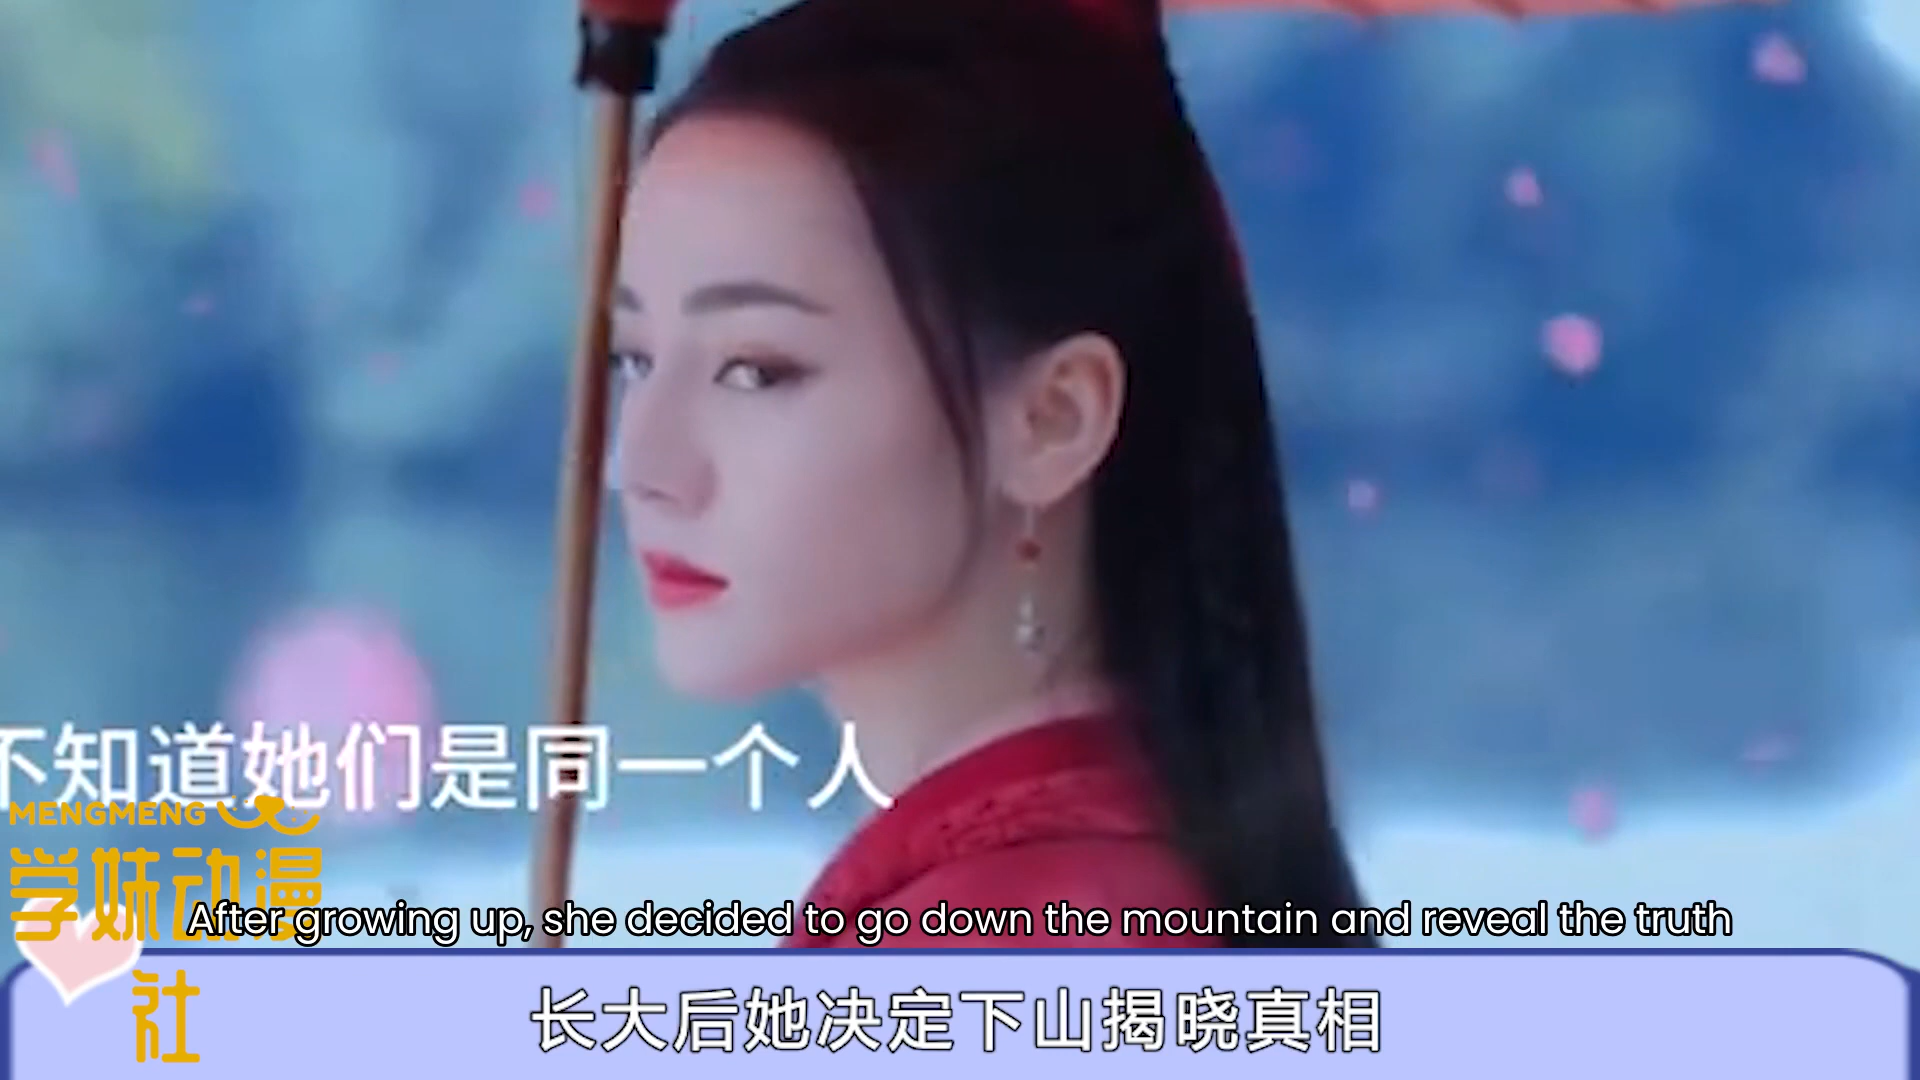 不知道她们是同一个人
MENGMENG
学妹动漫
After growing up, she decided to go down the mountain and reveal the truth
社
长大后她决定下山揭晓真相